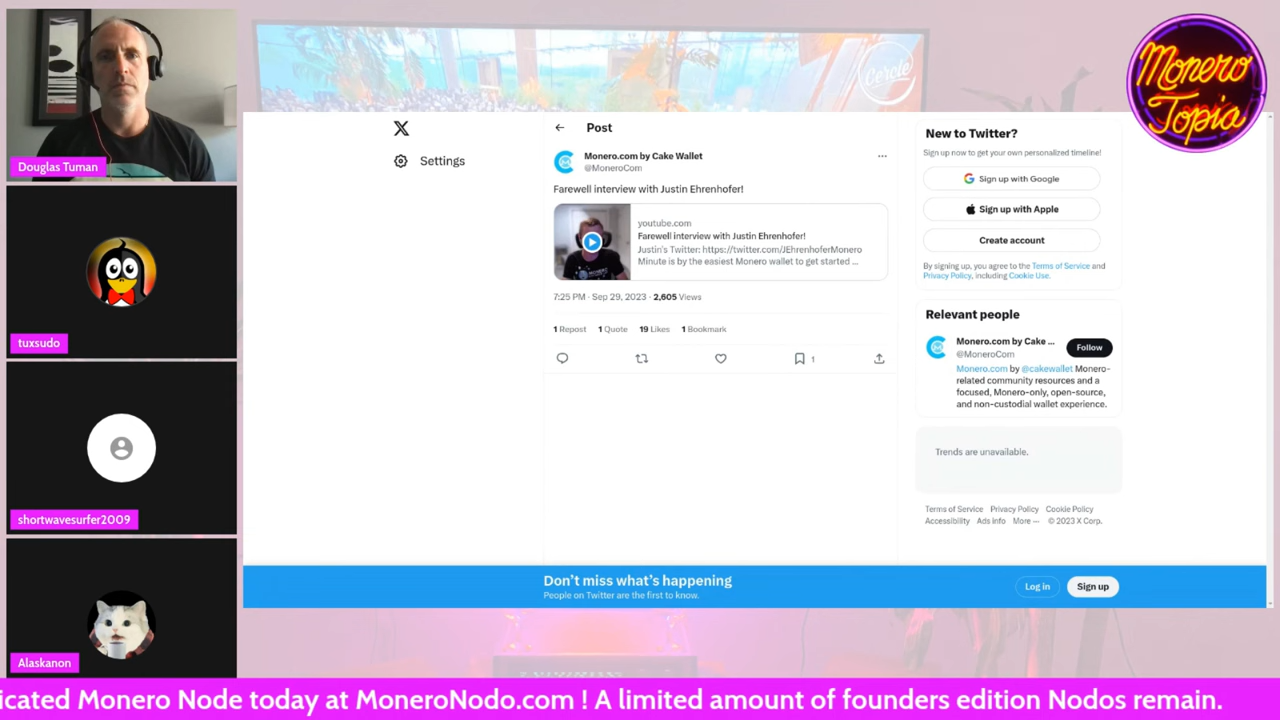 Douglas Tuman
tuxsudo
shortwavesurfer2009
Alaskanon
Cercle
Monero
Topia
Settings
Post
Monero.com by Cake Wallet
@MoneroCom
Farewell interview with Justin Ehrenhofer!
youtube.com
Farewell interview with Justin Ehrenhofer!
Justin's Twitter: https://twitter.com/JEhrenhoferMonero
Minute is by the easiest Monero wallet to get started ...
7:25 PM · Sep 29, 2023 · 2,605 Views
1 Repost 1 Quote 19 Likes 1 Bookmark
1
New to Twitter?
Sign up now to get your own personalized timeline!
Sign up with Google
Sign up with Apple
Create account
By signing up, you agree to the Terms of Service and
Privacy Policy, including Cookie Use.
Relevant people
Monero.com by Cake ...
@MoneroCom
Follow
Monero.com by @cakewallet Monero-
related community resources and a
focused, Monero-only, open-source,
and non-custodial wallet experience.
Trends are unavailable.
Terms of Service Privacy Policy Cookie Policy
Accessibility Ads info More ··· © 2023 X Corp.
Don't miss what's happening
People on Twitter are the first to know.
Log in
Sign up
icated Monero Node today at MoneroNodo.com ! A limited amount of founders edition Nodos remain.